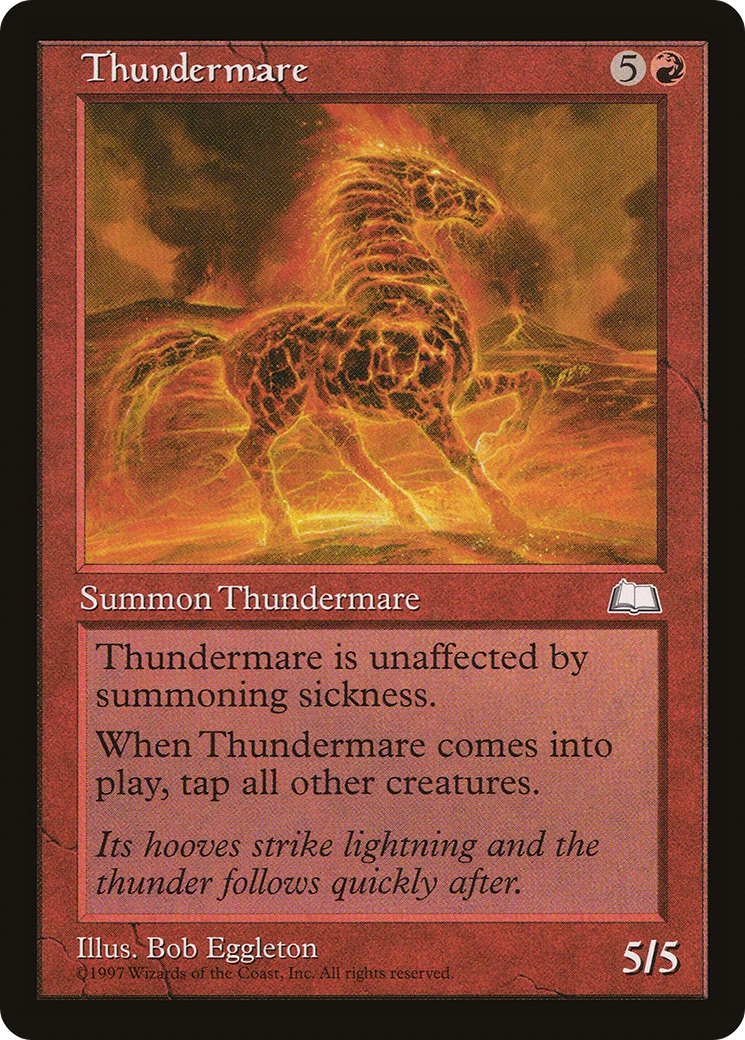 Thundermare 5
Summon Thundermare
Thundermare is unaffected by
summoning sickness.
When Thundermare comes into
play, tap all other creatures.
Its hooves strike lightning and the
thunder follows quickly after.
Illus. Bob Eggleton
©1997 Wizards of the Coast, Inc. All rights reserved.
5/5